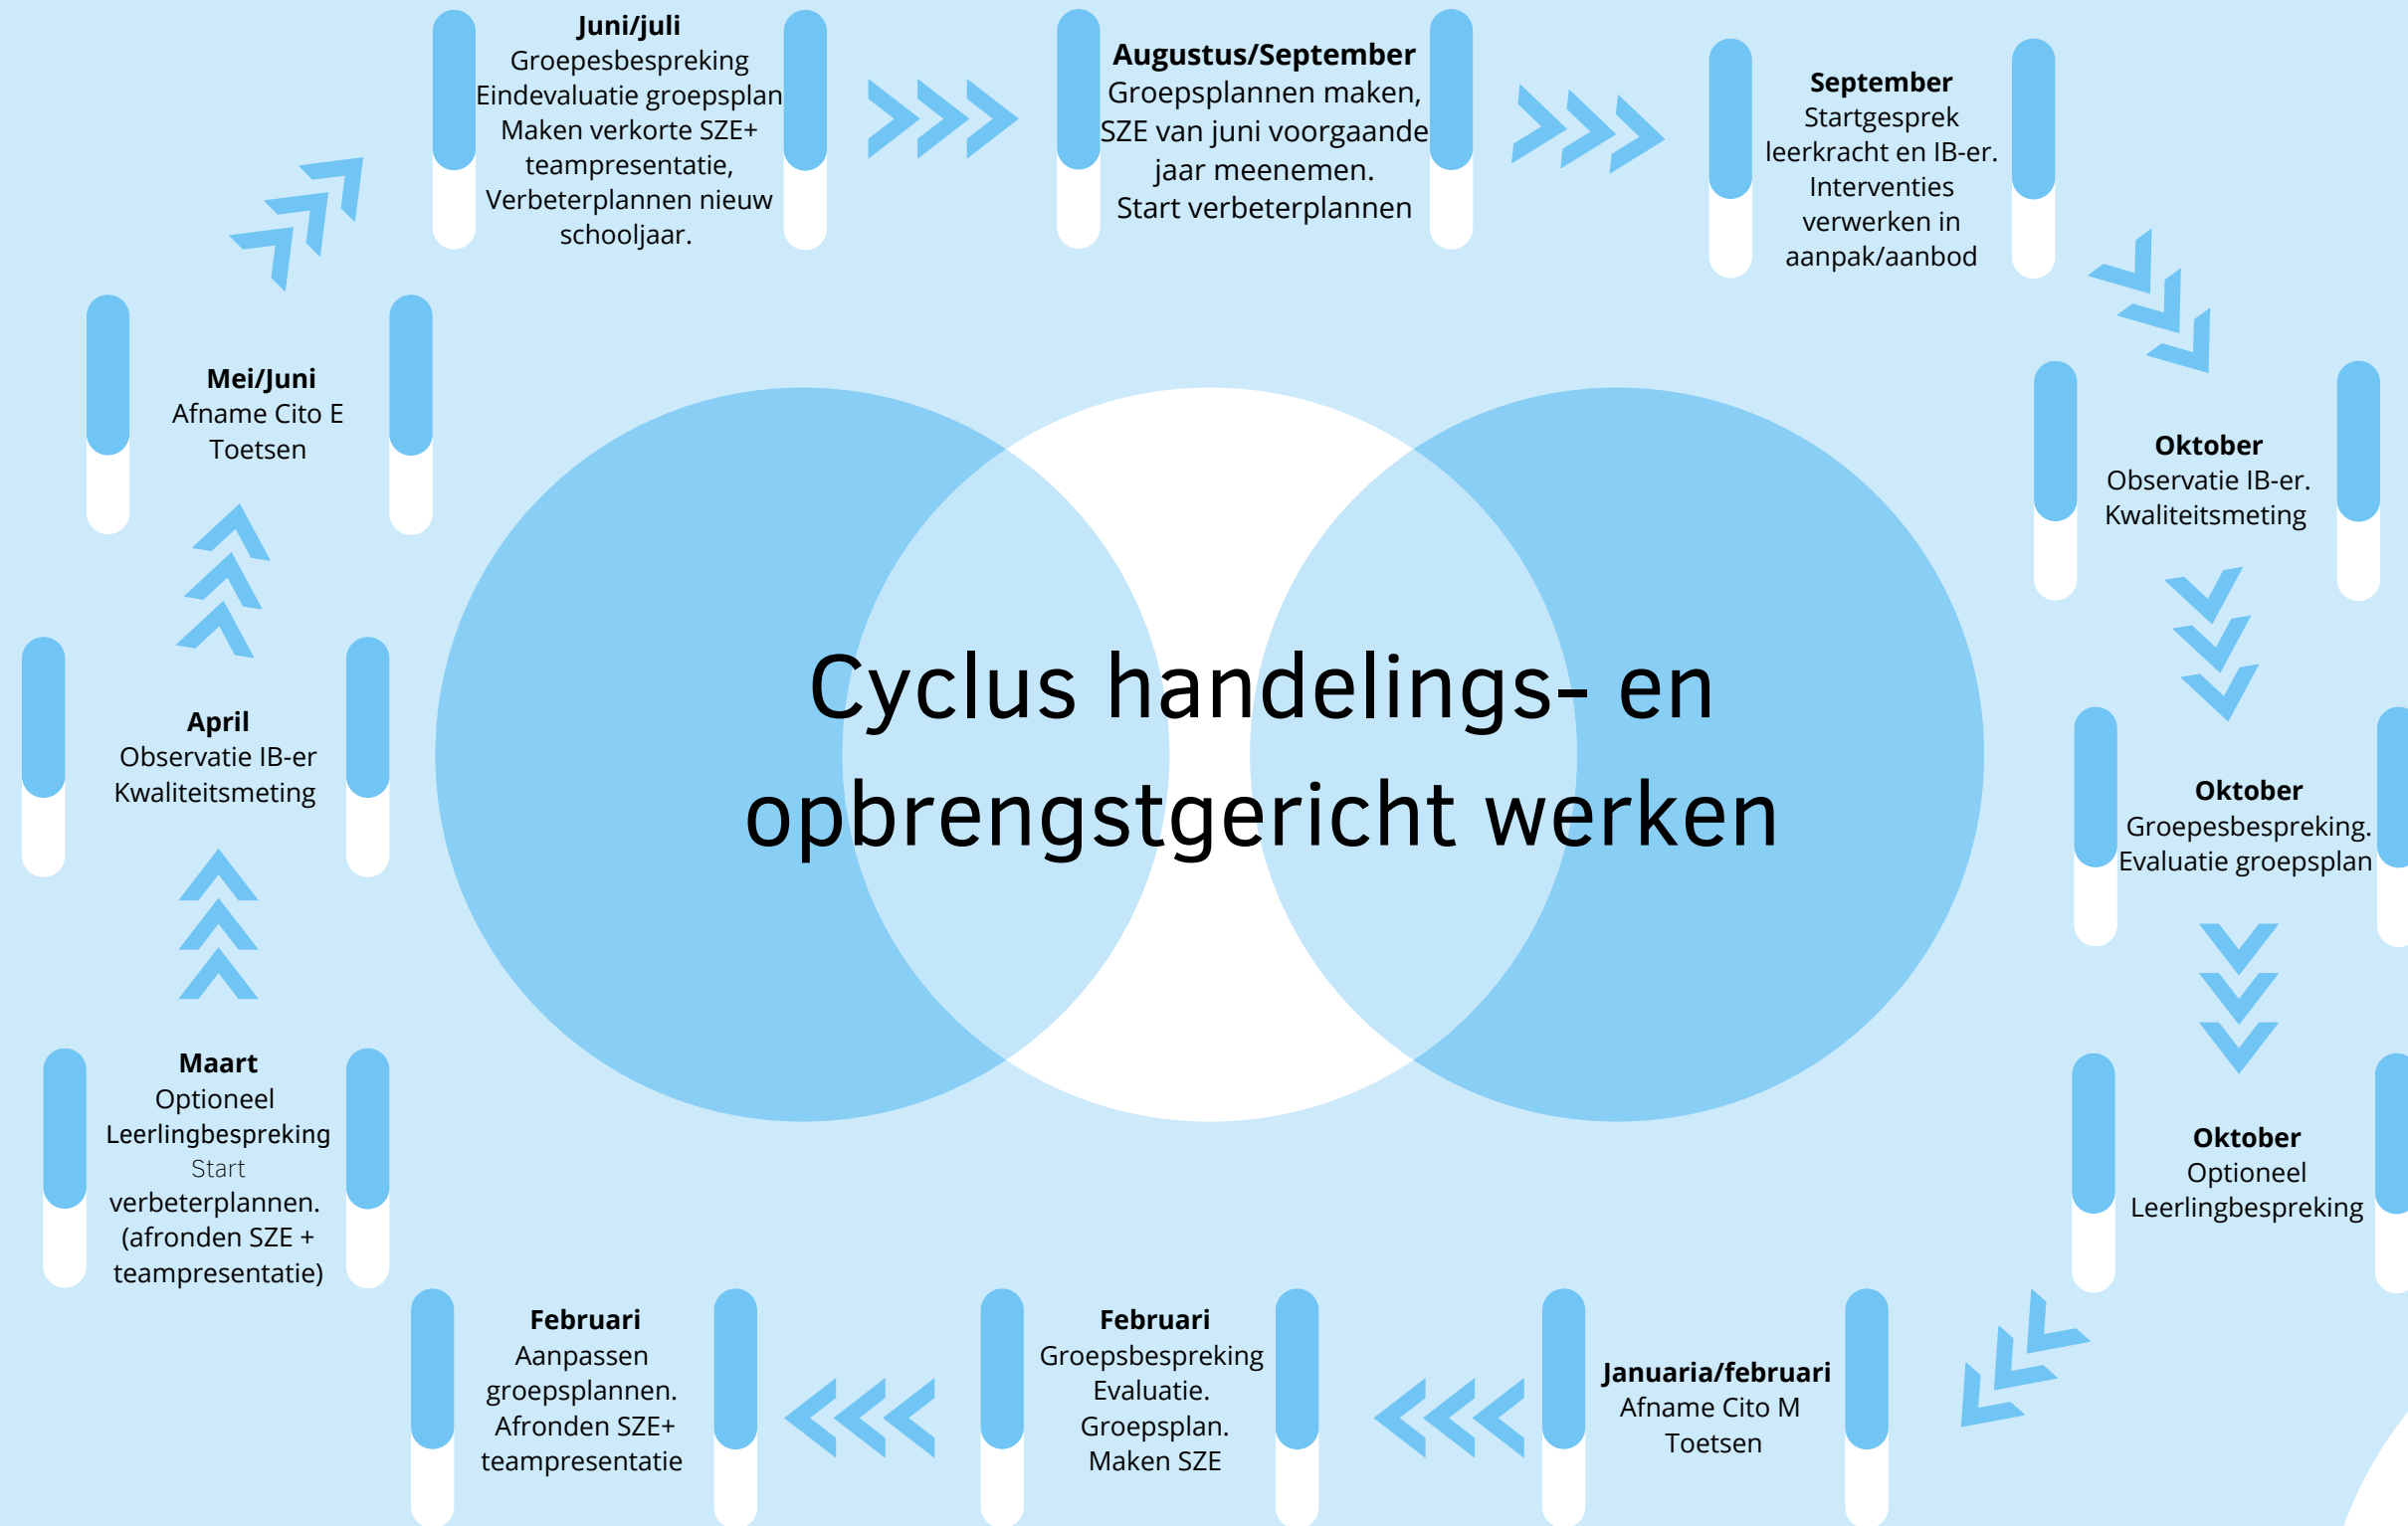 Juni/juli
Groepesbespreking
Eindevaluatie groepsplan
Maken verkorte SZE+
teampresentatie,
Verbeterplannen nieuw
schooljaar.
Augustus/September
Groepsplannen maken,
SZE van juni voorgaande
jaar meenemen.
Start verbeterplannen
September
Startgesprek
leerkracht en IB-er.
Interventies
verwerken in
aanpak/aanbod
Oktober
Observatie IB-er.
Kwaliteitsmeting
Oktober
Groepesbespreking.
Evaluatie groepsplan
Oktober
Optioneel
Leerlingbespreking
Januaria/februari
Afname Cito M
Toetsen
Februari
Groepsbespreking
Evaluatie.
Groepsplan.
Maken SZE
Februari
Aanpassen
groepsplannen.
Afronden SZE+
teampresentatie
Maart
Optioneel
Leerlingbespreking
Start
verbeterplannen.
(afronden SZE +
teampresentatie)
April
Observatie IB-er
Kwaliteitsmeting
Mei/Juni
Afname Cito E
Toetsen
Cyclus handelings- en
opbrengstgericht werken